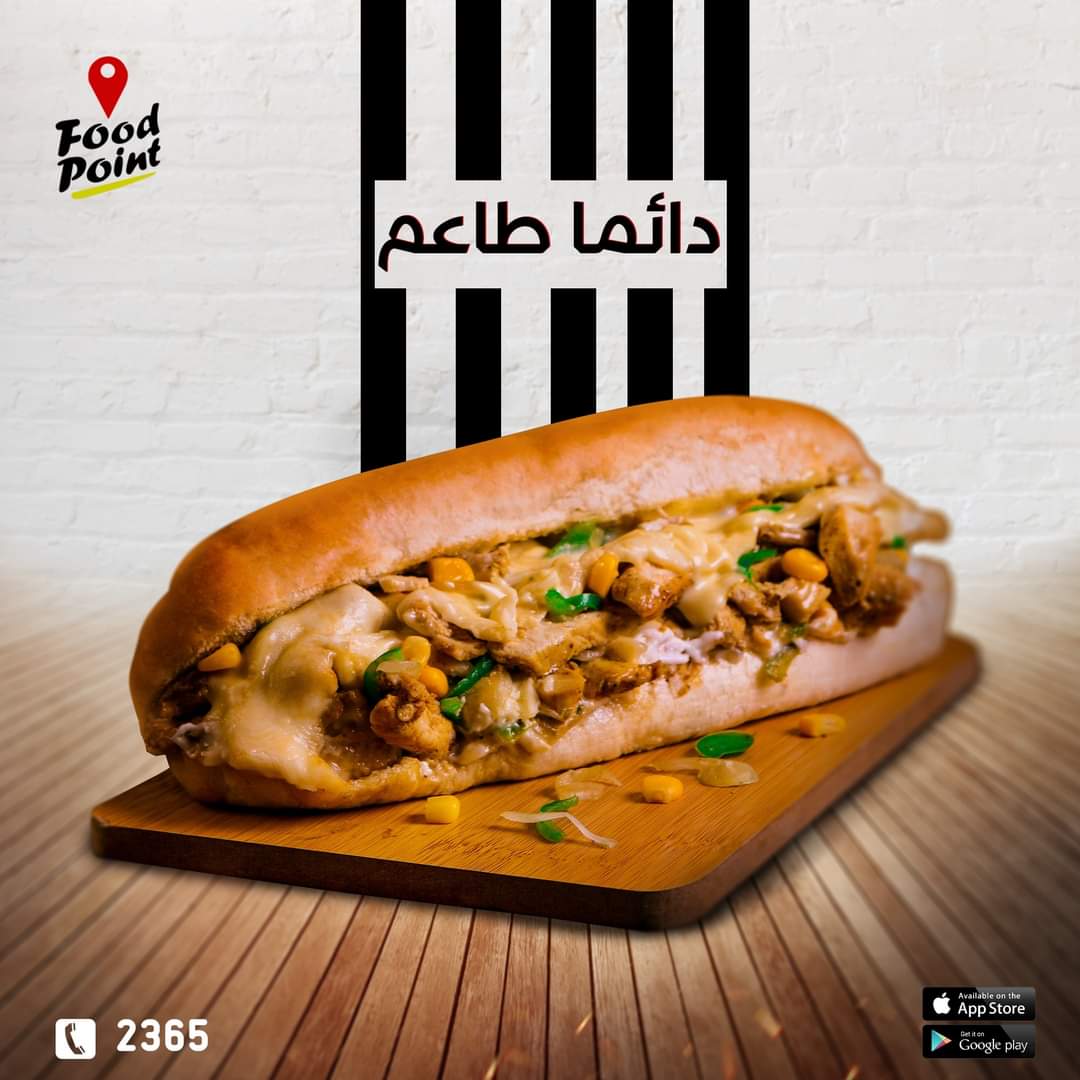 Food
Point
دائما طاعم
2365
Available on the
App Store
Get it on
Google play